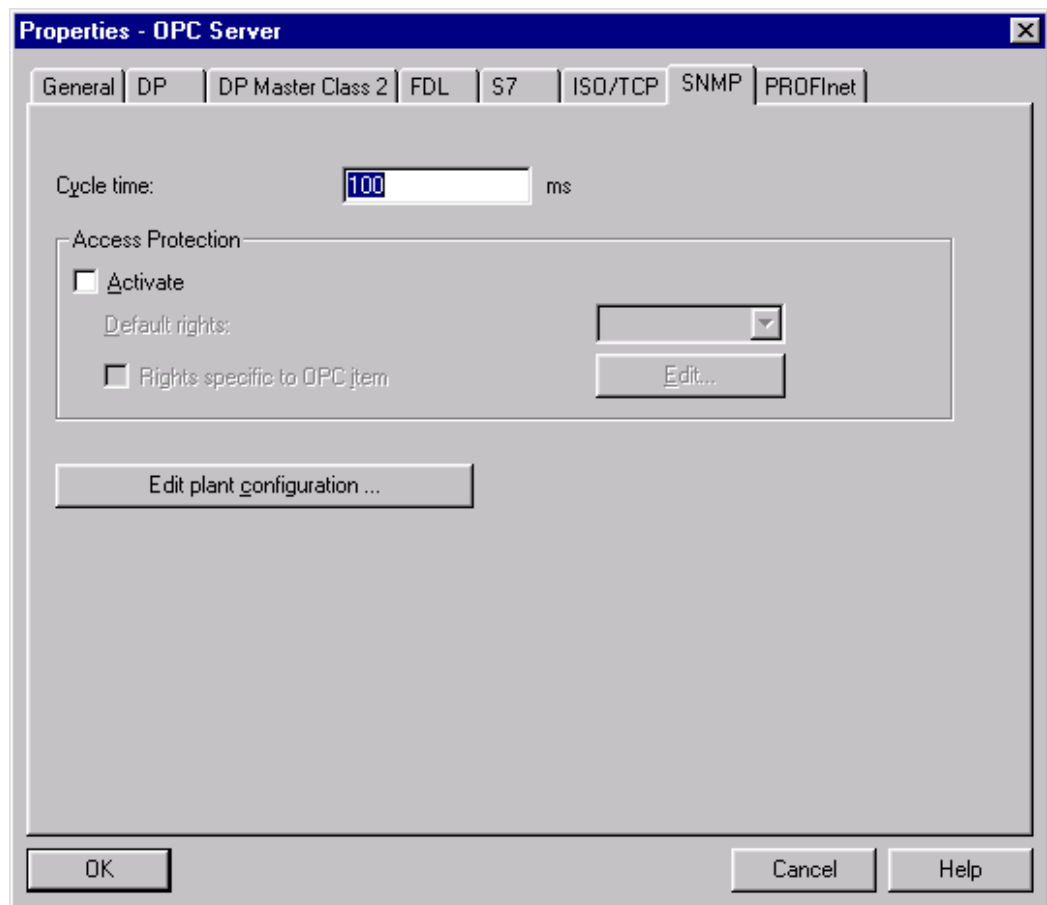 Properties - OPC Server
General DP DP Master Class 2 FDL S7 ISO/TCP SNMP PROFInet
Cycle time: 100 ms
Access Protection
Activate
Default rights:
Rights specific to OPC item Edit...
Edit plant configuration ...
OK Cancel Help